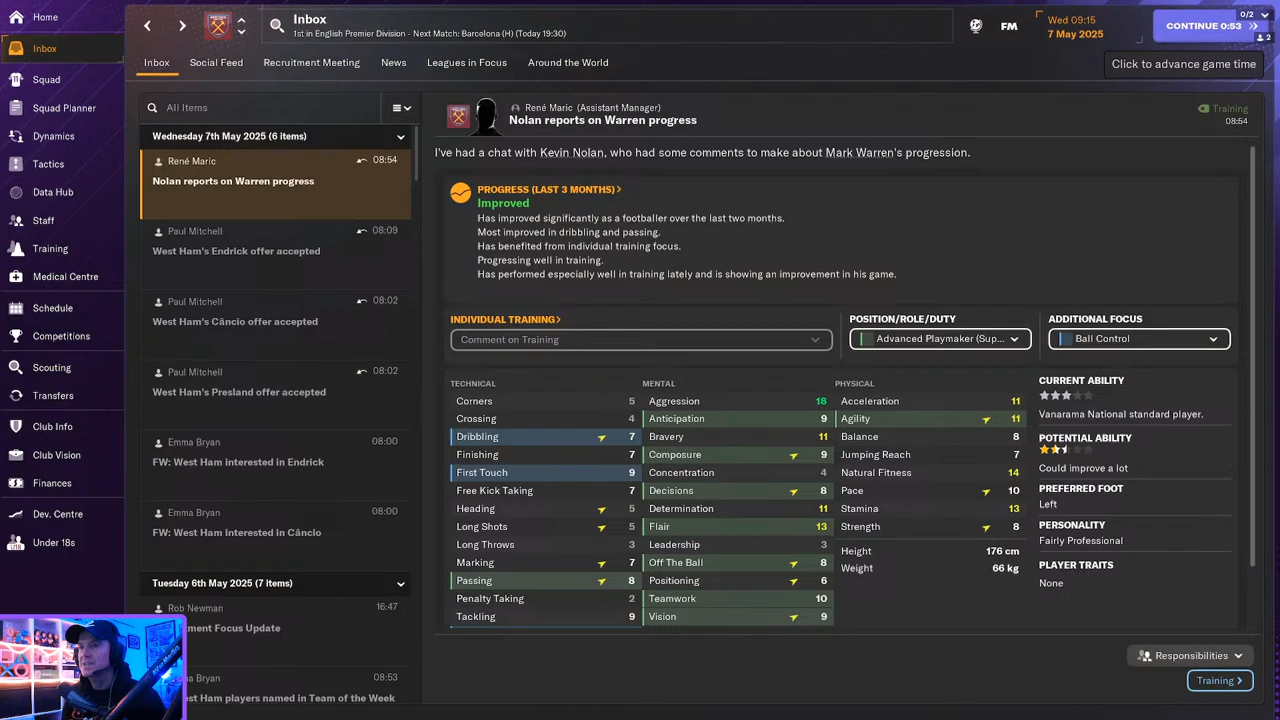 Home
Inbox
Squad
Squad Planner
Dynamics
Tactics
Data Hub
Staff
Training
Medical Centre
Schedule
Competitions
Scouting
Transfers
Club Info
Club Vision
Finances
Dev. Centre
Under 18s
Inbox
1st in English Premier Division - Next Match: Barcelona (H) (Today 19:30)
FM
Wed 09:15
7 May 2025
0/2
CONTINUE 0:53
2
Click to advance game time
Inbox
Social Feed
Recruitment Meeting
News
Leagues in Focus
Around the World
All Items
Wednesday 7th May 2025 (6 items)
René Maric 08:54
Nolan reports on Warren progress
Paul Mitchell 08:09
West Ham's Endrick offer accepted
Paul Mitchell 08:02
West Ham's Câncio offer accepted
Paul Mitchell 08:02
West Ham's Presland offer accepted
Emma Bryan 08:00
FW: West Ham interested in Endrick
Emma Bryan 08:00
FW: West Ham interested in Câncio
Tuesday 6th May 2025 (7 items)
Rob Newman 16:47
ment Focus Update
a Bryan 08:53
est Ham players named in Team of the Week
René Maric (Assistant Manager)
Nolan reports on Warren progress
Training
08:54
I've had a chat with Kevin Nolan, who had some comments to make about Mark Warren's progression.
PROGRESS (LAST 3 MONTHS)
Improved
Has improved significantly as a footballer over the last two months.
Most improved in dribbling and passing.
Has benefited from individual training focus.
Progressing well in training.
Has performed especially well in training lately and is showing an improvement in his game.
INDIVIDUAL TRAINING
Comment on Training
POSITION/ROLE/DUTY
Advanced Playmaker (Sup...
ADDITIONAL FOCUS
Ball Control
TECHNICAL
Corners 5
Crossing 4
Dribbling 7
Finishing 7
First Touch 9
Free Kick Taking 7
Heading 5
Long Shots 5
Long Throws 3
Marking 7
Passing 8
Penalty Taking 2
Tackling 9
MENTAL
Aggression 18
Anticipation 9
Bravery 11
Composure 9
Concentration 4
Decisions 8
Determination 11
Flair 13
Leadership 3
Off The Ball 8
Positioning 6
Teamwork 10
Vision 9
PHYSICAL
Acceleration 11
Agility 11
Balance 8
Jumping Reach 7
Natural Fitness 14
Pace 10
Stamina 13
Strength 8
Height 176 cm
Weight 66 kg
CURRENT ABILITY
Vanarama National standard player.
POTENTIAL ABILITY
Could improve a lot
PREFERRED FOOT
Left
PERSONALITY
Fairly Professional
PLAYER TRAITS
None
Responsibilities
Training